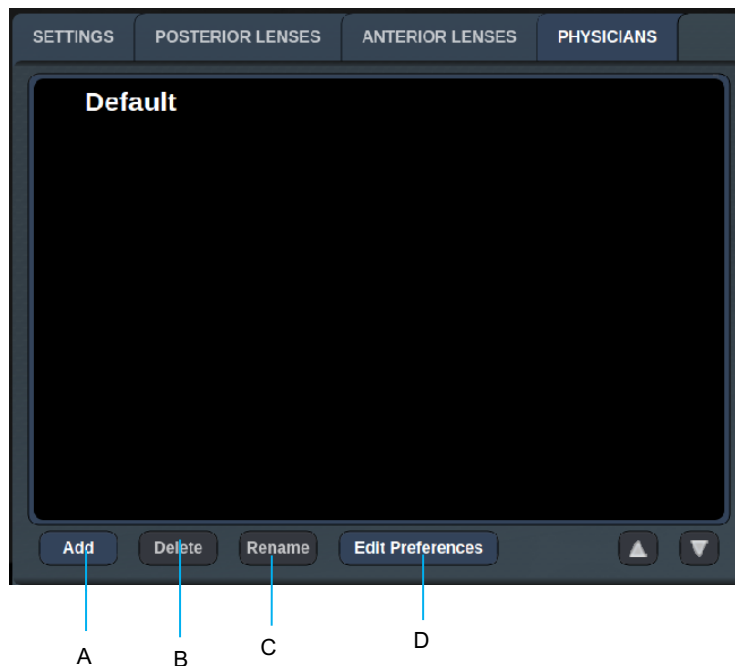 SETTINGS POSTERIOR LENSES ANTERIOR LENSES PHYSICIANS
Default
Add Delete Rename Edit Preferences
A B C D